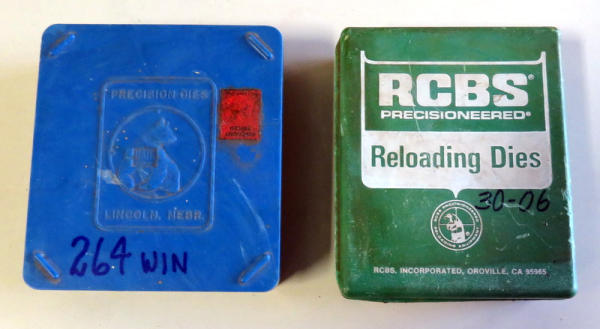 PRECISION DIES
LINCOLN, NEBR.
264 WIN
RCBS®
PRECISIONEERED®
Reloading Dies
30-06
RCBS, INCORPORATED, OROVILLE, CA 95965